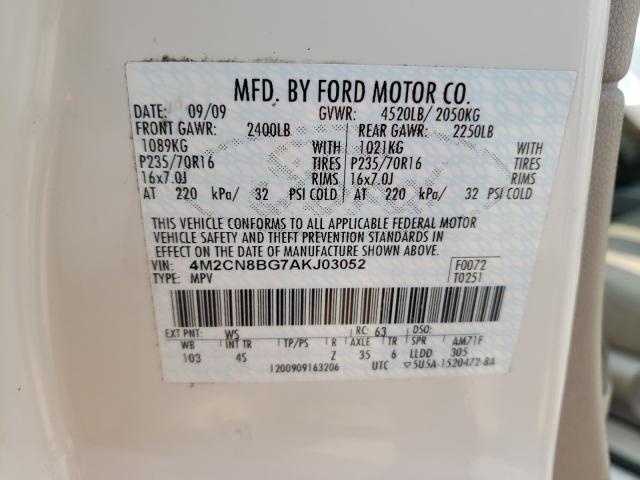 MFD. BY FORD MOTOR CO.
DATE: 09/09 GVWR: 4520LB/ 2050KG
FRONT GAWR: 2400LB REAR GAWR: 2250LB
1089KG WITH 1021KG WITH
P235/70R16 TIRES P235/70R16 TIRES
16x7.0J RIMS 16x7.0J RIMS
AT 220 kPa/ 32 PSI COLD AT 220 kPa/ 32 PSI COLD
THIS VEHICLE CONFORMS TO ALL APPLICABLE FEDERAL MOTOR
VEHICLE SAFETY AND THEFT PREVENTION STANDARDS IN
EFFECT ON THE DATE OF MANUFACTURE SHOWN ABOVE.
VIN: 4M2CN8BG7AKJ03052 F0072
TYPE: MPV T0251
EXT PNT: WS RC: 63 DSO:
WB INT TR TP/PS R AXLE TR SPR AM71F
103 4S Z 35 6 LLDD 305
1200909163206 UTC ▽5U5A-1520472-BA